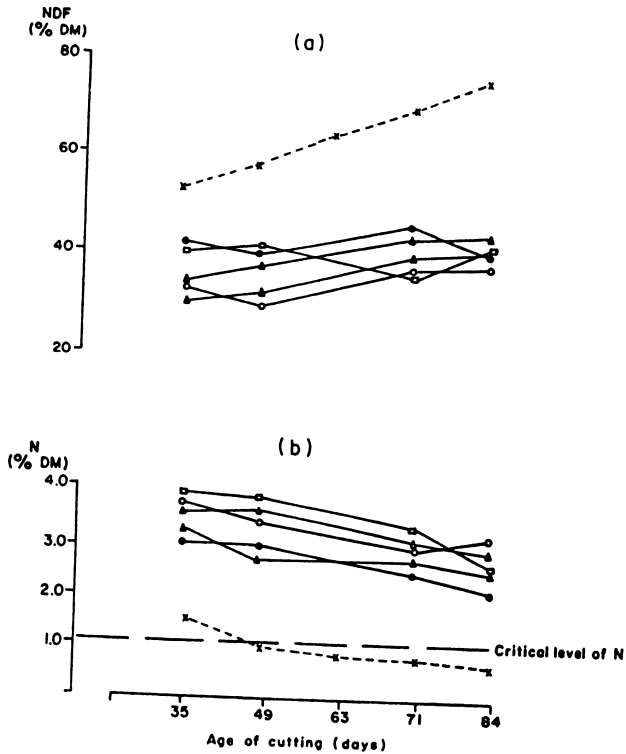 NDF
(% DM)
(a)
80
60
40
20
(b)
N
(% DM)
4.0
3.0
2.0
1.0
Critical level of N
35 49 63 71 84
Age of cutting (days)